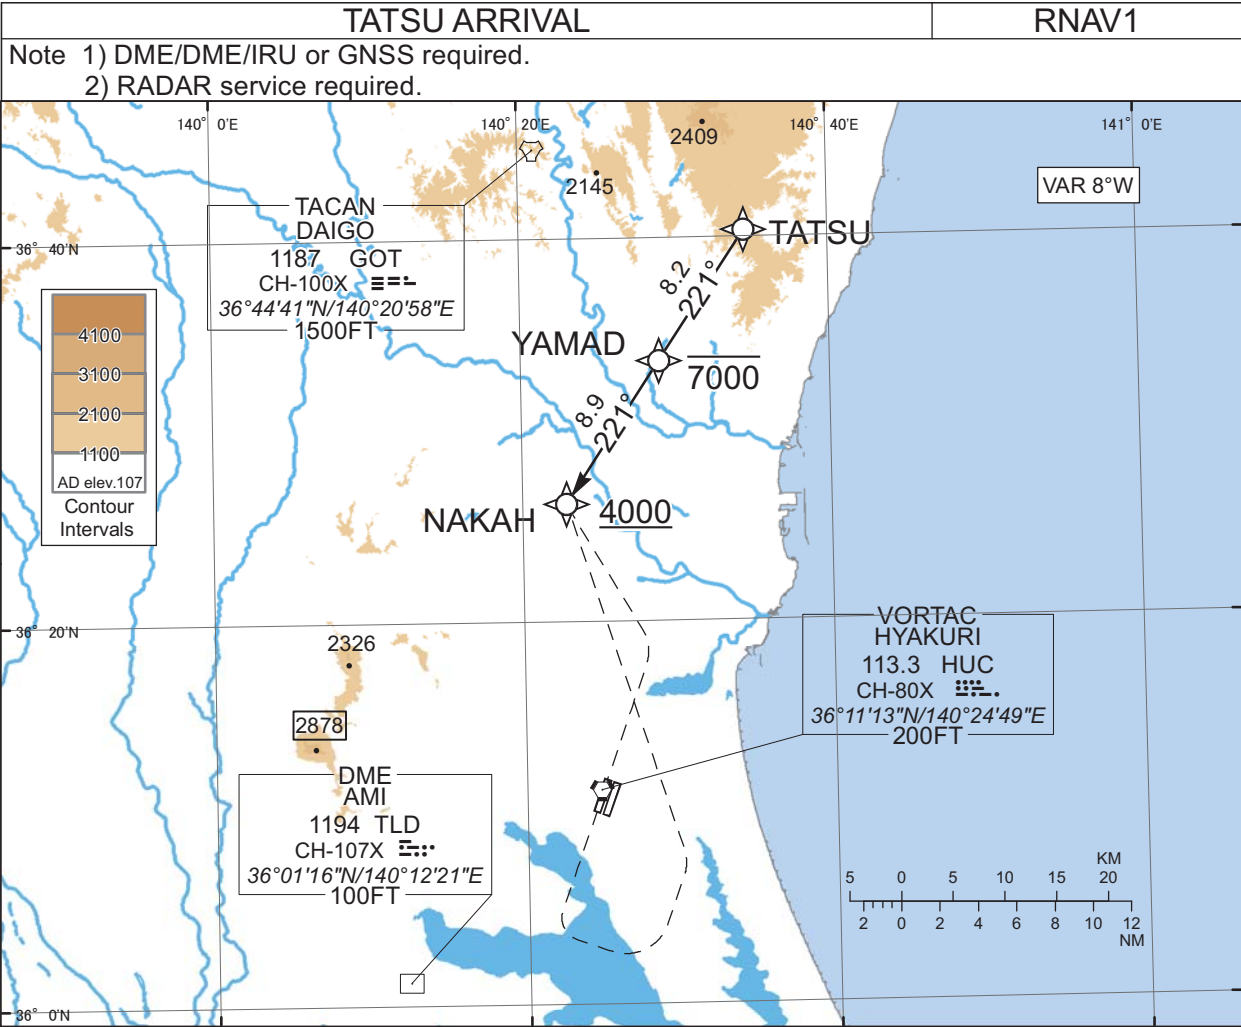 TATSU ARRIVAL
RNAV1
Note 1) DME/DME/IRU or GNSS required.
2) RADAR service required.
140° 0'E
140° 20'E
140° 40'E
141° 0'E
2409
2145
VAR 8°W
TACAN
DAIGO
1187 GOT
CH-100X
36°44'41"N/140°20'58"E
1500FT
TATSU
36° 40'N
8.2
221°
4100
3100
2100
1100
AD elev.107
Contour
Intervals
YAMAD
7000
8.9
221°
NAKAH
4000
36° 20'N
2326
VORTAC
HYAKURI
113.3 HUC
CH-80X
36°11'13"N/140°24'49"E
200FT
2878
DME
AMI
1194 TLD
CH-107X
36°01'16"N/140°12'21"E
100FT
KM
5 0 5 10 15 20
2 0 2 4 6 8 10 12
NM
36° 0'N